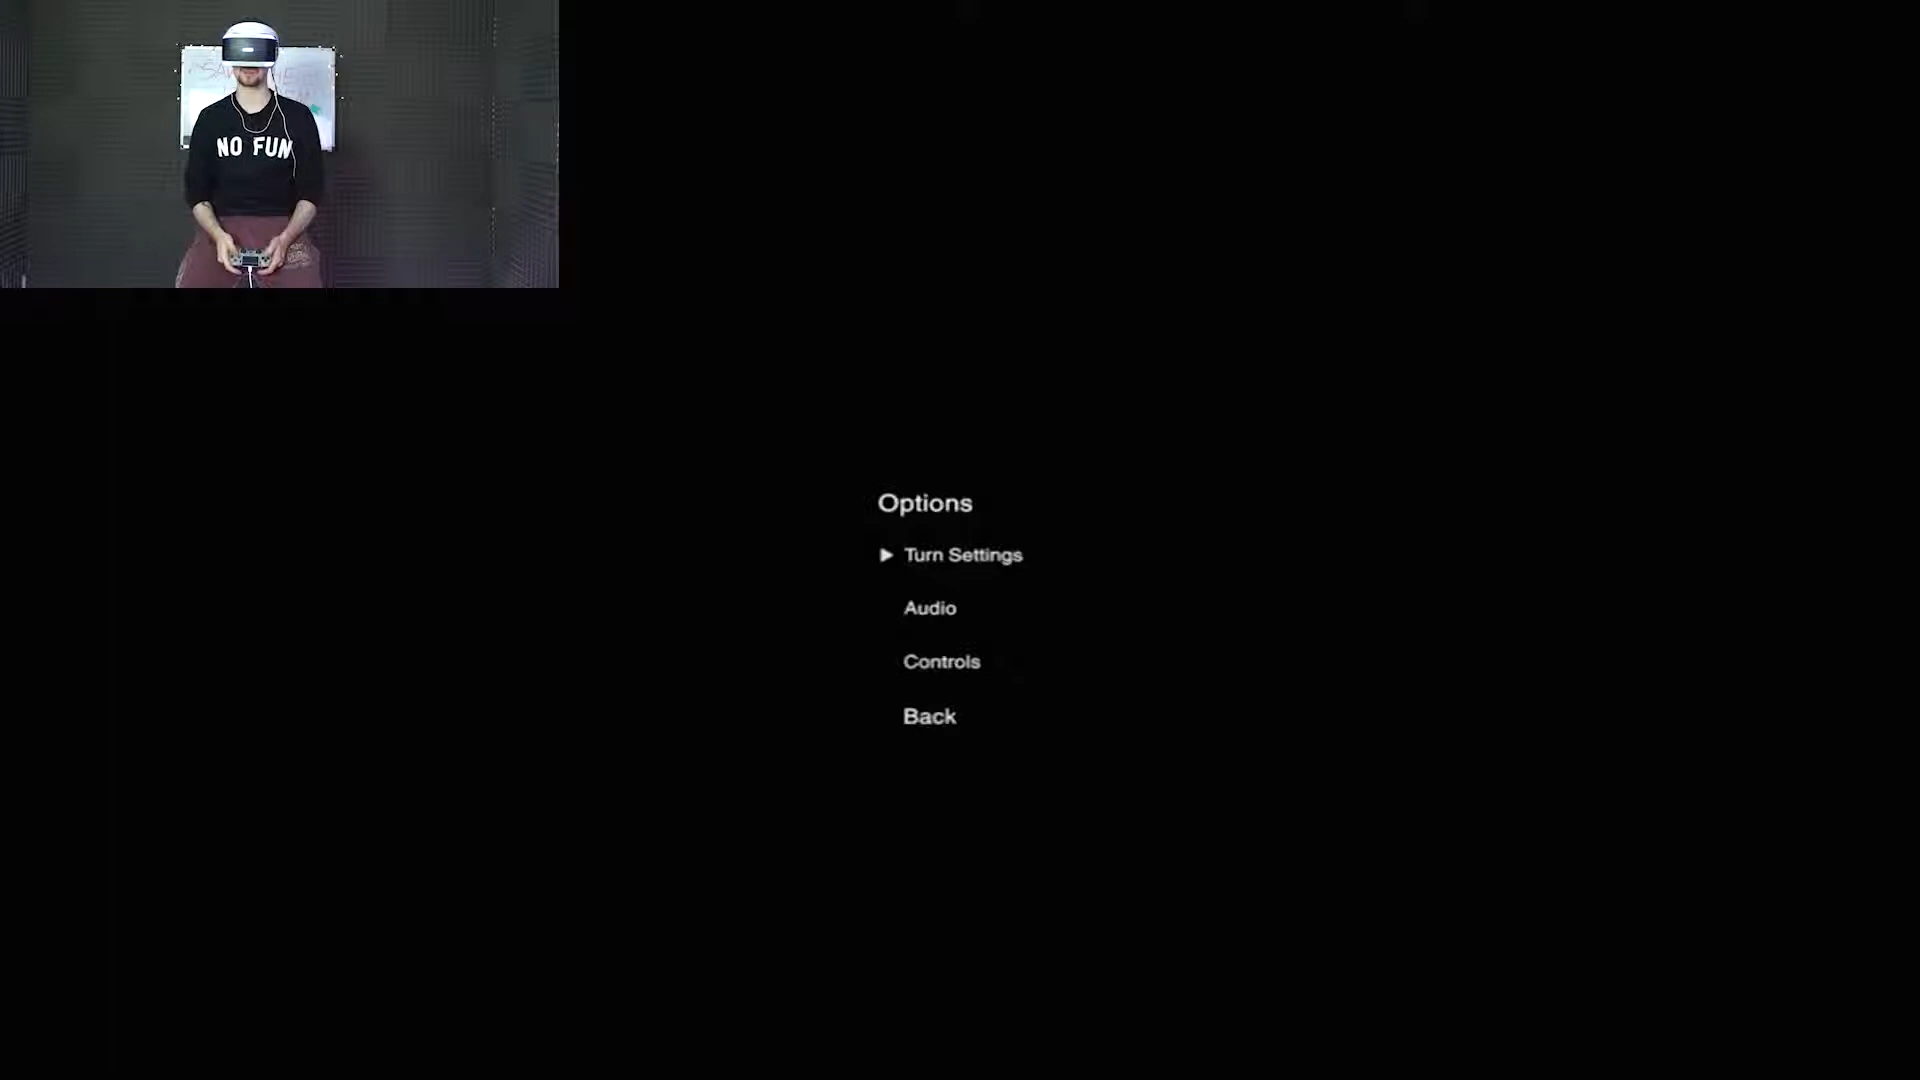 NO FUN
Options
Turn Settings
Audio
Controls
Back